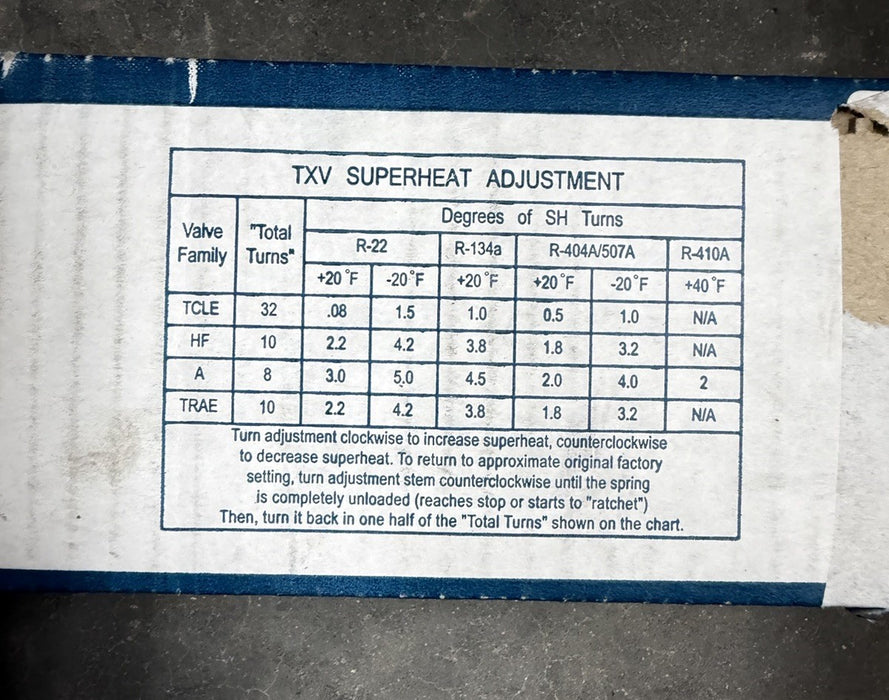 TXV SUPERHEAT ADJUSTMENT
Valve Family "Total Turns" Degrees of SH Turns
R-22 R-134a R-404A/507A R-410A
+20°F -20°F +20°F +20°F -20°F +40°F
TCLE 32 .08 1.5 1.0 0.5 1.0 N/A
HF 10 2.2 4.2 3.8 1.8 3.2 N/A
A 8 3.0 5.0 4.5 2.0 4.0 2
TRAE 10 2.2 4.2 3.8 1.8 3.2 N/A
Turn adjustment clockwise to increase superheat, counterclockwise
to decrease superheat. To return to approximate original factory
setting, turn adjustment stem counterclockwise until the spring
is completely unloaded (reaches stop or starts to "ratchet")
Then, turn it back in one half of the "Total Turns" shown on the chart.